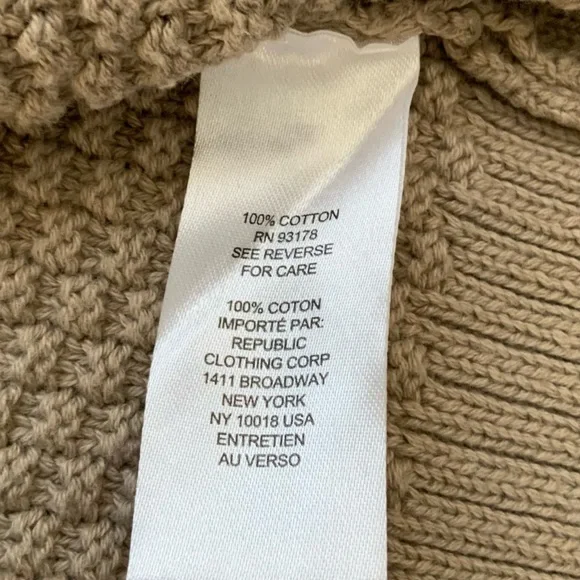 100% COTTON
RN 93178
SEE REVERSE
FOR CARE
100% COTON
IMPORTÉ PAR:
REPUBLIC
CLOTHING CORP
1411 BROADWAY
NEW YORK
NY 10018 USA
ENTRETIEN
AU VERSO